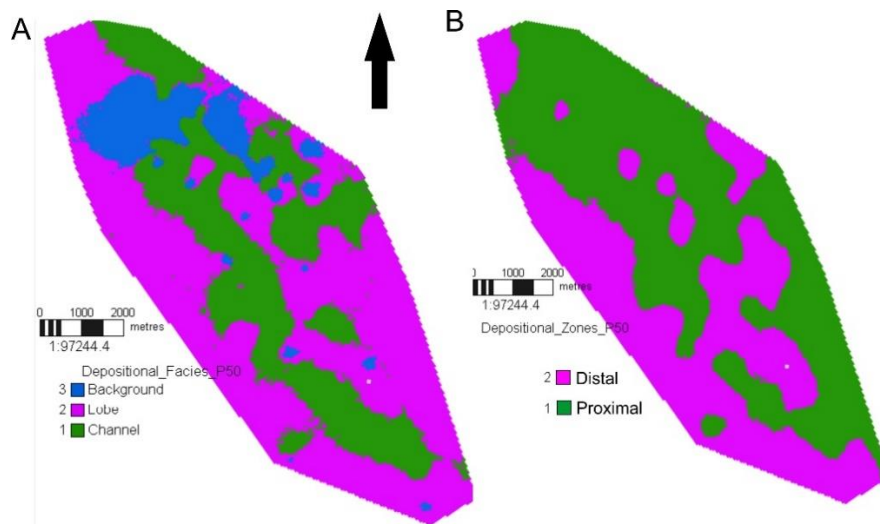 A
0 1000 2000
metres
1:97244.4
Depositional_Facies_P50
3 Background
2 Lobe
1 Channel
B
0 1000 2000
metres
1:97244.4
Depositional_Zones_P50
2 Distal
1 Proximal